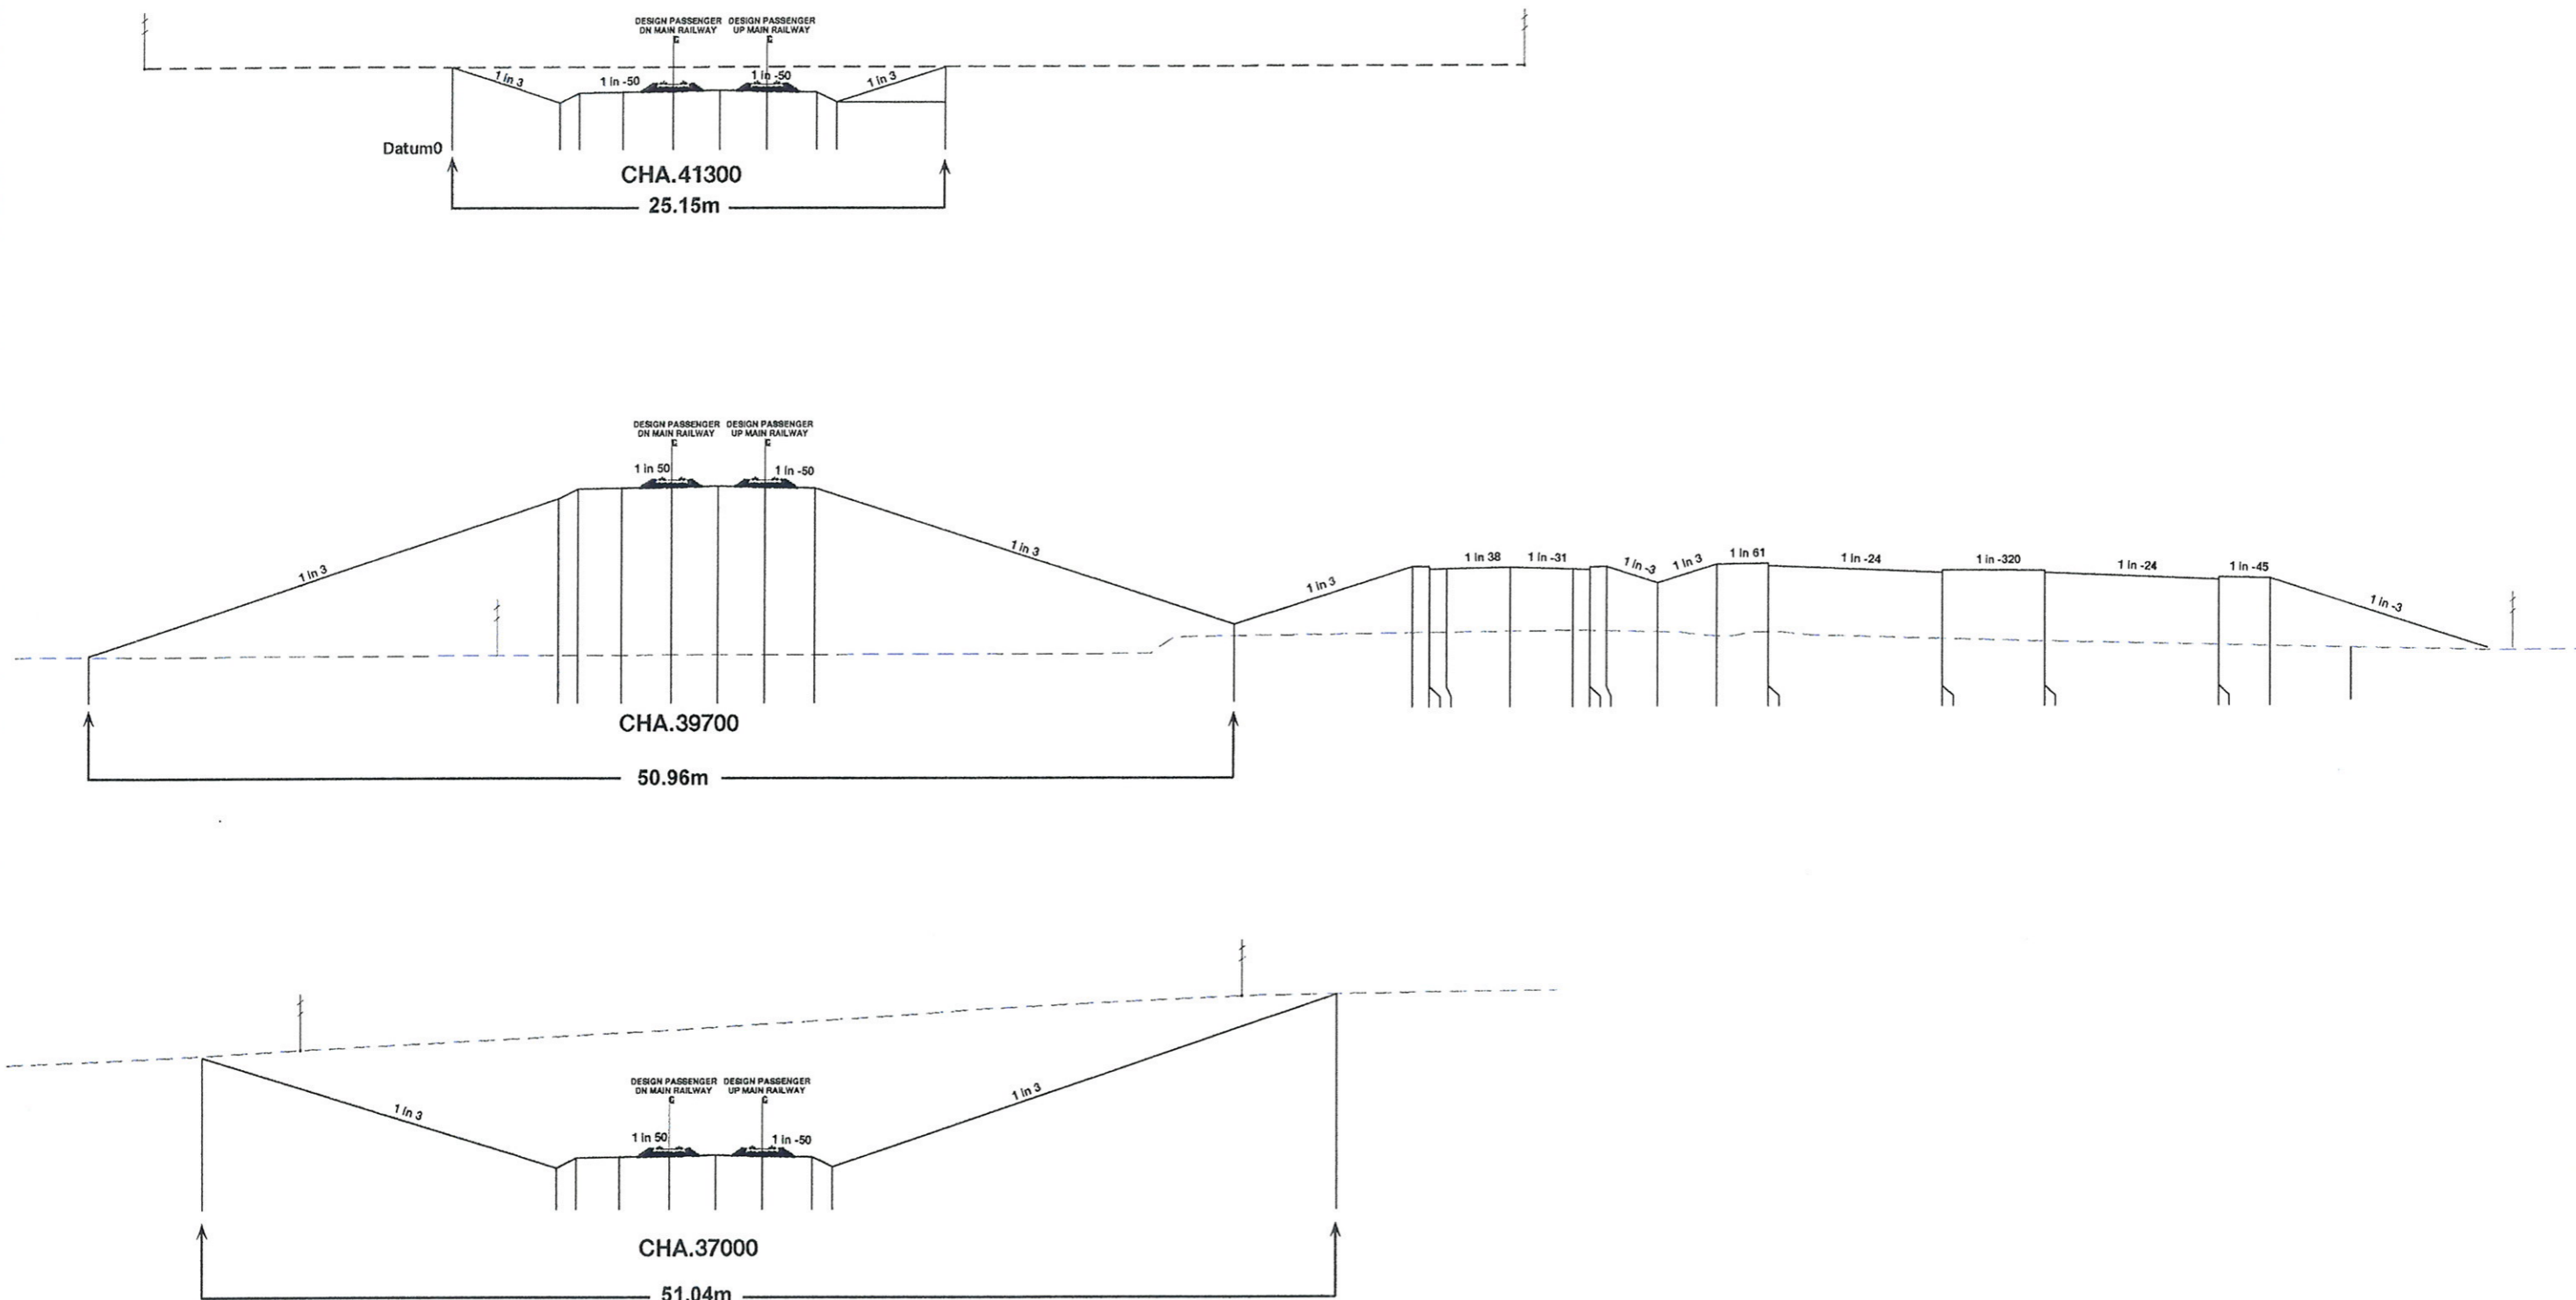 DESIGN PASSENGER DESIGN PASSENGER
DN MAIN RAILWAY UP MAIN RAILWAY
1 in 3
1 in -50
1 in -50
1 in 3
Datum0
CHA.41300
25.15m
DESIGN PASSENGER DESIGN PASSENGER
DN MAIN RAILWAY UP MAIN RAILWAY
1 in 50
1 in -50
1 in 3
1 in 3
1 in 3
1 in 38
1 in -31
1 in -3
1 in 3
1 in 61
1 in -24
1 in -320
1 in -24
1 in -45
1 in -3
CHA.39700
50.96m
DESIGN PASSENGER DESIGN PASSENGER
DN MAIN RAILWAY UP MAIN RAILWAY
1 in 3
1 in 50
1 in -50
1 in 3
CHA.37000
51.04m